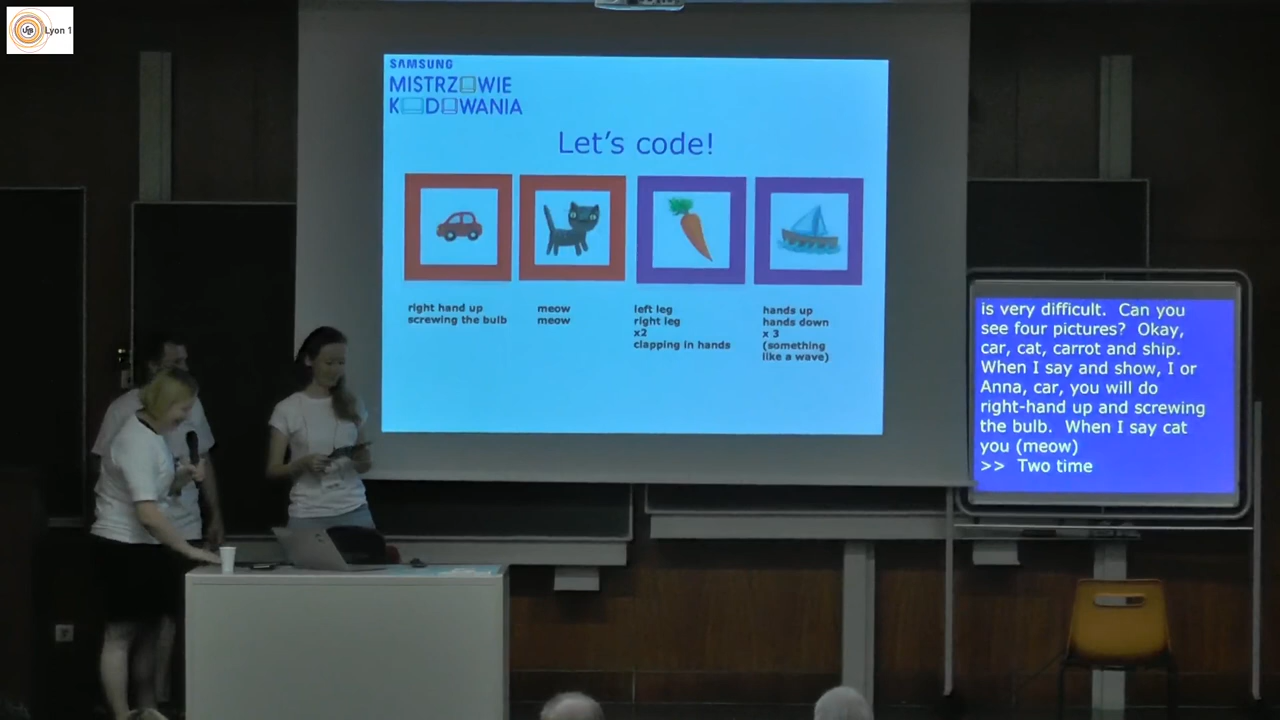 Lyon 1
SAMSUNG
MISTRZOWIE
KODOWANIA
Let's code!
right hand up
screwing the bulb
meow
meow
left leg
right leg
x2
clapping in hands
hands up
hands down
x 3
(something
like a wave)
is very difficult. Can you
see four pictures? Okay,
car, cat, carrot and ship.
When I say and show, I or
Anna, car, you will do
right-hand up and screwing
the bulb. When I say cat
you (meow)
>> Two time